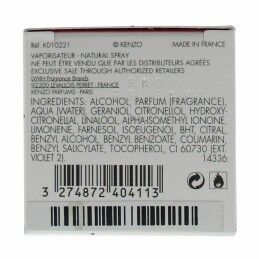 Réf. K010221 © KENZO MADE IN FRANCE
VAPORISATEUR - NATURAL SPRAY
NE PEUT ÊTRE VENDU QUE PAR LES DISTRIBUTEURS AGRÉÉS
EXCLUSIVE SALE THROUGH AUTHORIZED RETAILERS
LVMH Fragrance Brands
92300 LEVALLOIS PERRET - FRANCE
KENZO PARFUMS PARIS
INGREDIENTS: ALCOHOL, PARFUM (FRAGRANCE),
AQUA (WATER), GERANIOL, CITRONELLOL, HYDROXY-
CITRONELLAL, LINALOOL, ALPHA-ISOMETHYL IONONE,
LIMONENE, FARNESOL, ISOEUGENOL, BHT, CITRAL,
BENZYL ALCOHOL, BENZYL BENZOATE, COUMARIN,
BENZYL SALICYLATE, TOCOPHEROL, CI 60730 (EXT.
VIOLET 2). 14336
3 274872 404113